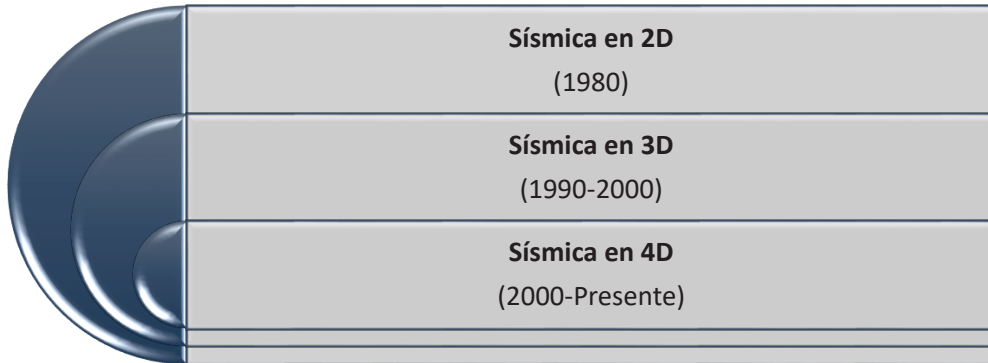 Sísmica en 2D
(1980)
Sísmica en 3D
(1990-2000)
Sísmica en 4D
(2000-Presente)